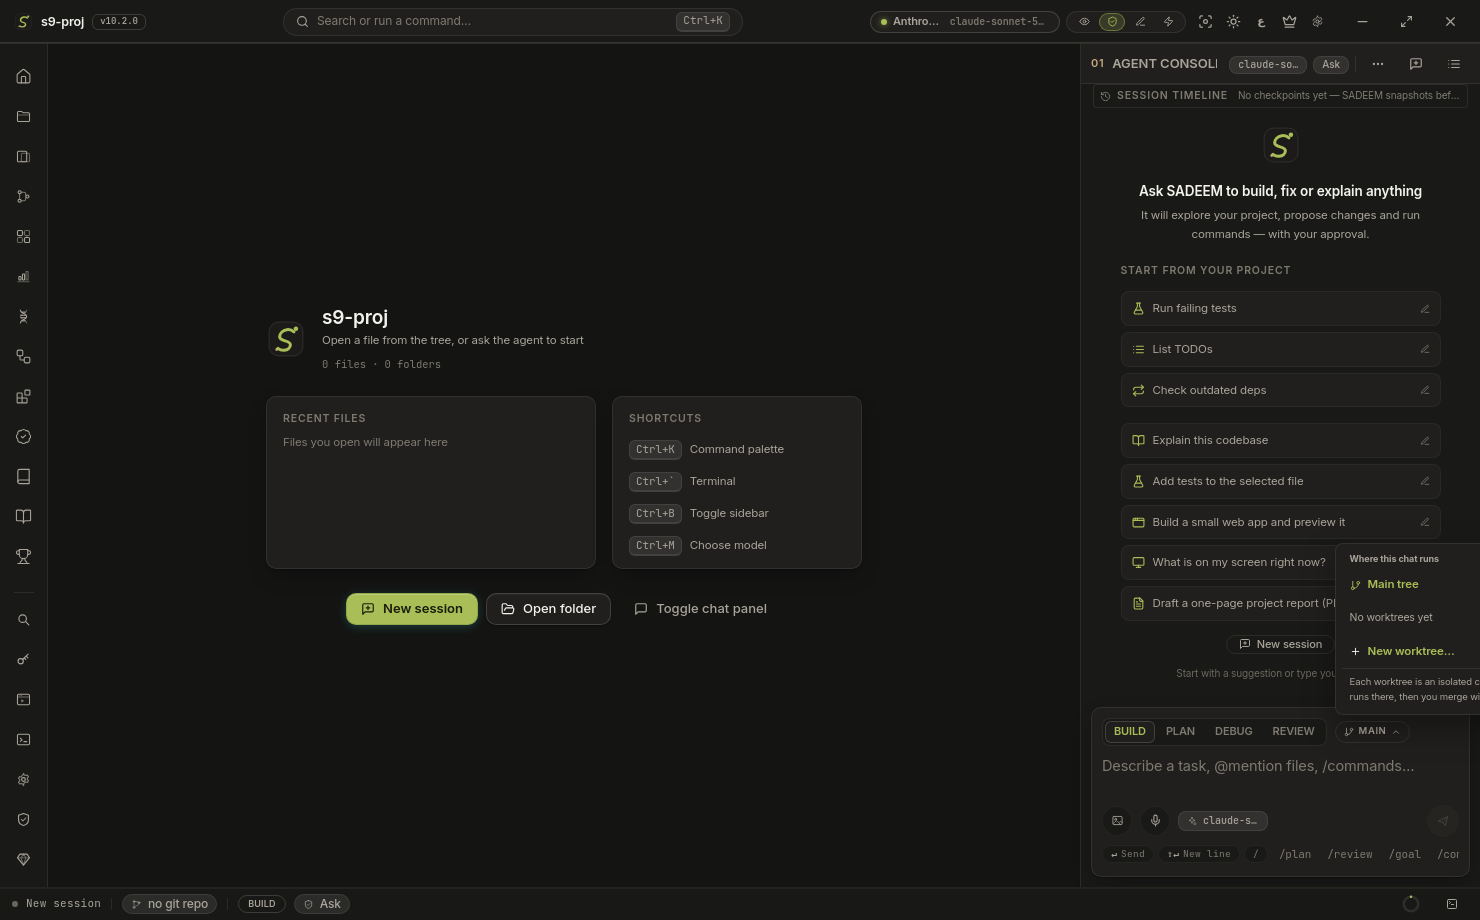 s9-proj v10.2.0
Search or run a command... Ctrl+K
Anthro... claude-sonnet-5...
ع
01 AGENT CONSOL claude-so... Ask
SESSION TIMELINE No checkpoints yet — SADEEM snapshots bef...
Ask SADEEM to build, fix or explain anything
It will explore your project, propose changes and run
commands — with your approval.
START FROM YOUR PROJECT
Run failing tests
List TODOs
Check outdated deps
Explain this codebase
Add tests to the selected file
Build a small web app and preview it
What is on my screen right now?
Draft a one-page project report (P
New session
Start with a suggestion or type you
Where this chat runs
Main tree
No worktrees yet
New worktree...
Each worktree is an isolated c
runs there, then you merge wi
BUILD PLAN DEBUG REVIEW MAIN
Describe a task, @mention files, /commands...
claude-s...
Send New line / /plan /review /goal /co
s9-proj
Open a file from the tree, or ask the agent to start
0 files · 0 folders
RECENT FILES
Files you open will appear here
SHORTCUTS
Ctrl+K Command palette
Ctrl+` Terminal
Ctrl+B Toggle sidebar
Ctrl+M Choose model
New session Open folder Toggle chat panel
New session no git repo BUILD Ask